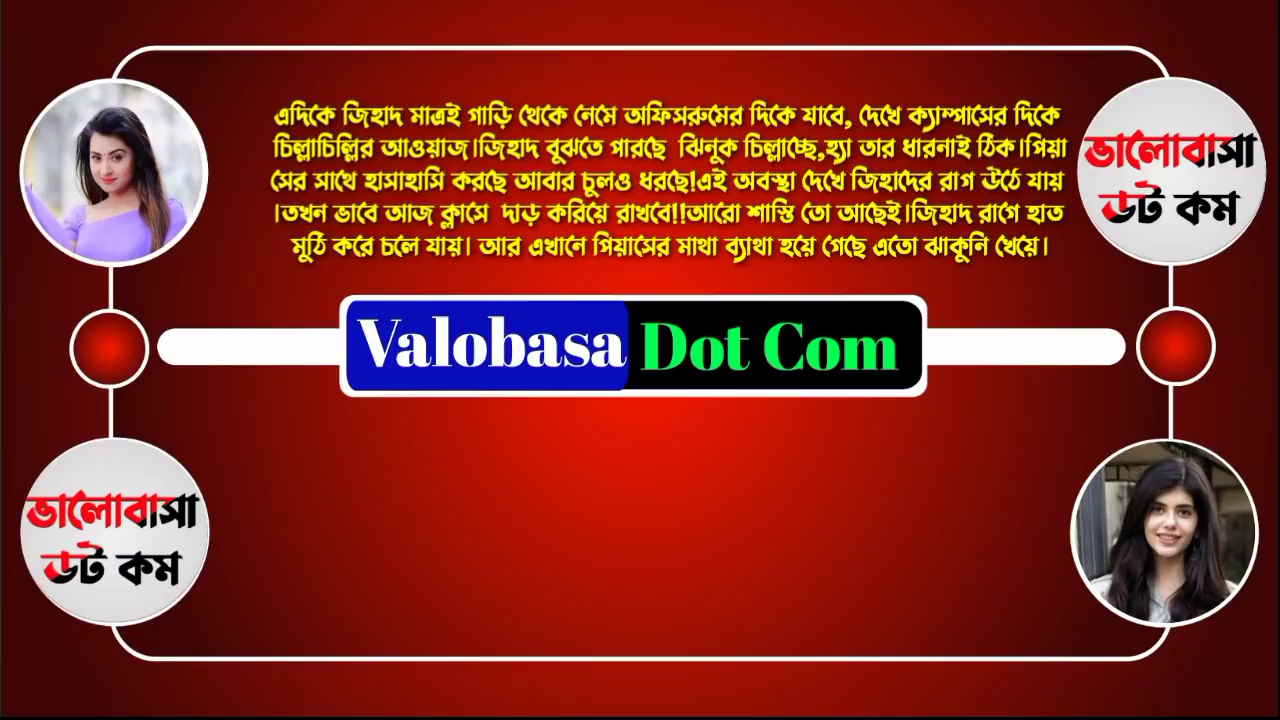 এদিকে জিহাদ মাত্রই গাড়ি থেকে নেমে অফিসরুমের দিকে যাবে, দেখে ক্যাম্পাসের দিকে
চিল্লাচিল্লির আওয়াজ।জিহাদ বুঝতে পারছে ঝিনুক চিল্লাচ্ছে,হ্যা তার ধারনাই ঠিক।পিয়া
সের সাথে হাসাহাসি করছে আবার চুলও ধরছে!এই অবস্থা দেখে জিহাদের রাগ উঠে যায়
।তখন ভাবে আজ ক্লাসে দাড় করিয়ে রাখবে!!আরো শাস্তি তো আছেই।জিহাদ রাগে হাত
মুঠি করে চলে যায়। আর এখানে পিয়াসের মাথা ব্যাথা হয়ে গেছে এতো ঝাকুনি খেয়ে।
ভালোবাসা
ডট কম
Valobasa Dot Com
ভালোবাসা
ডট কম